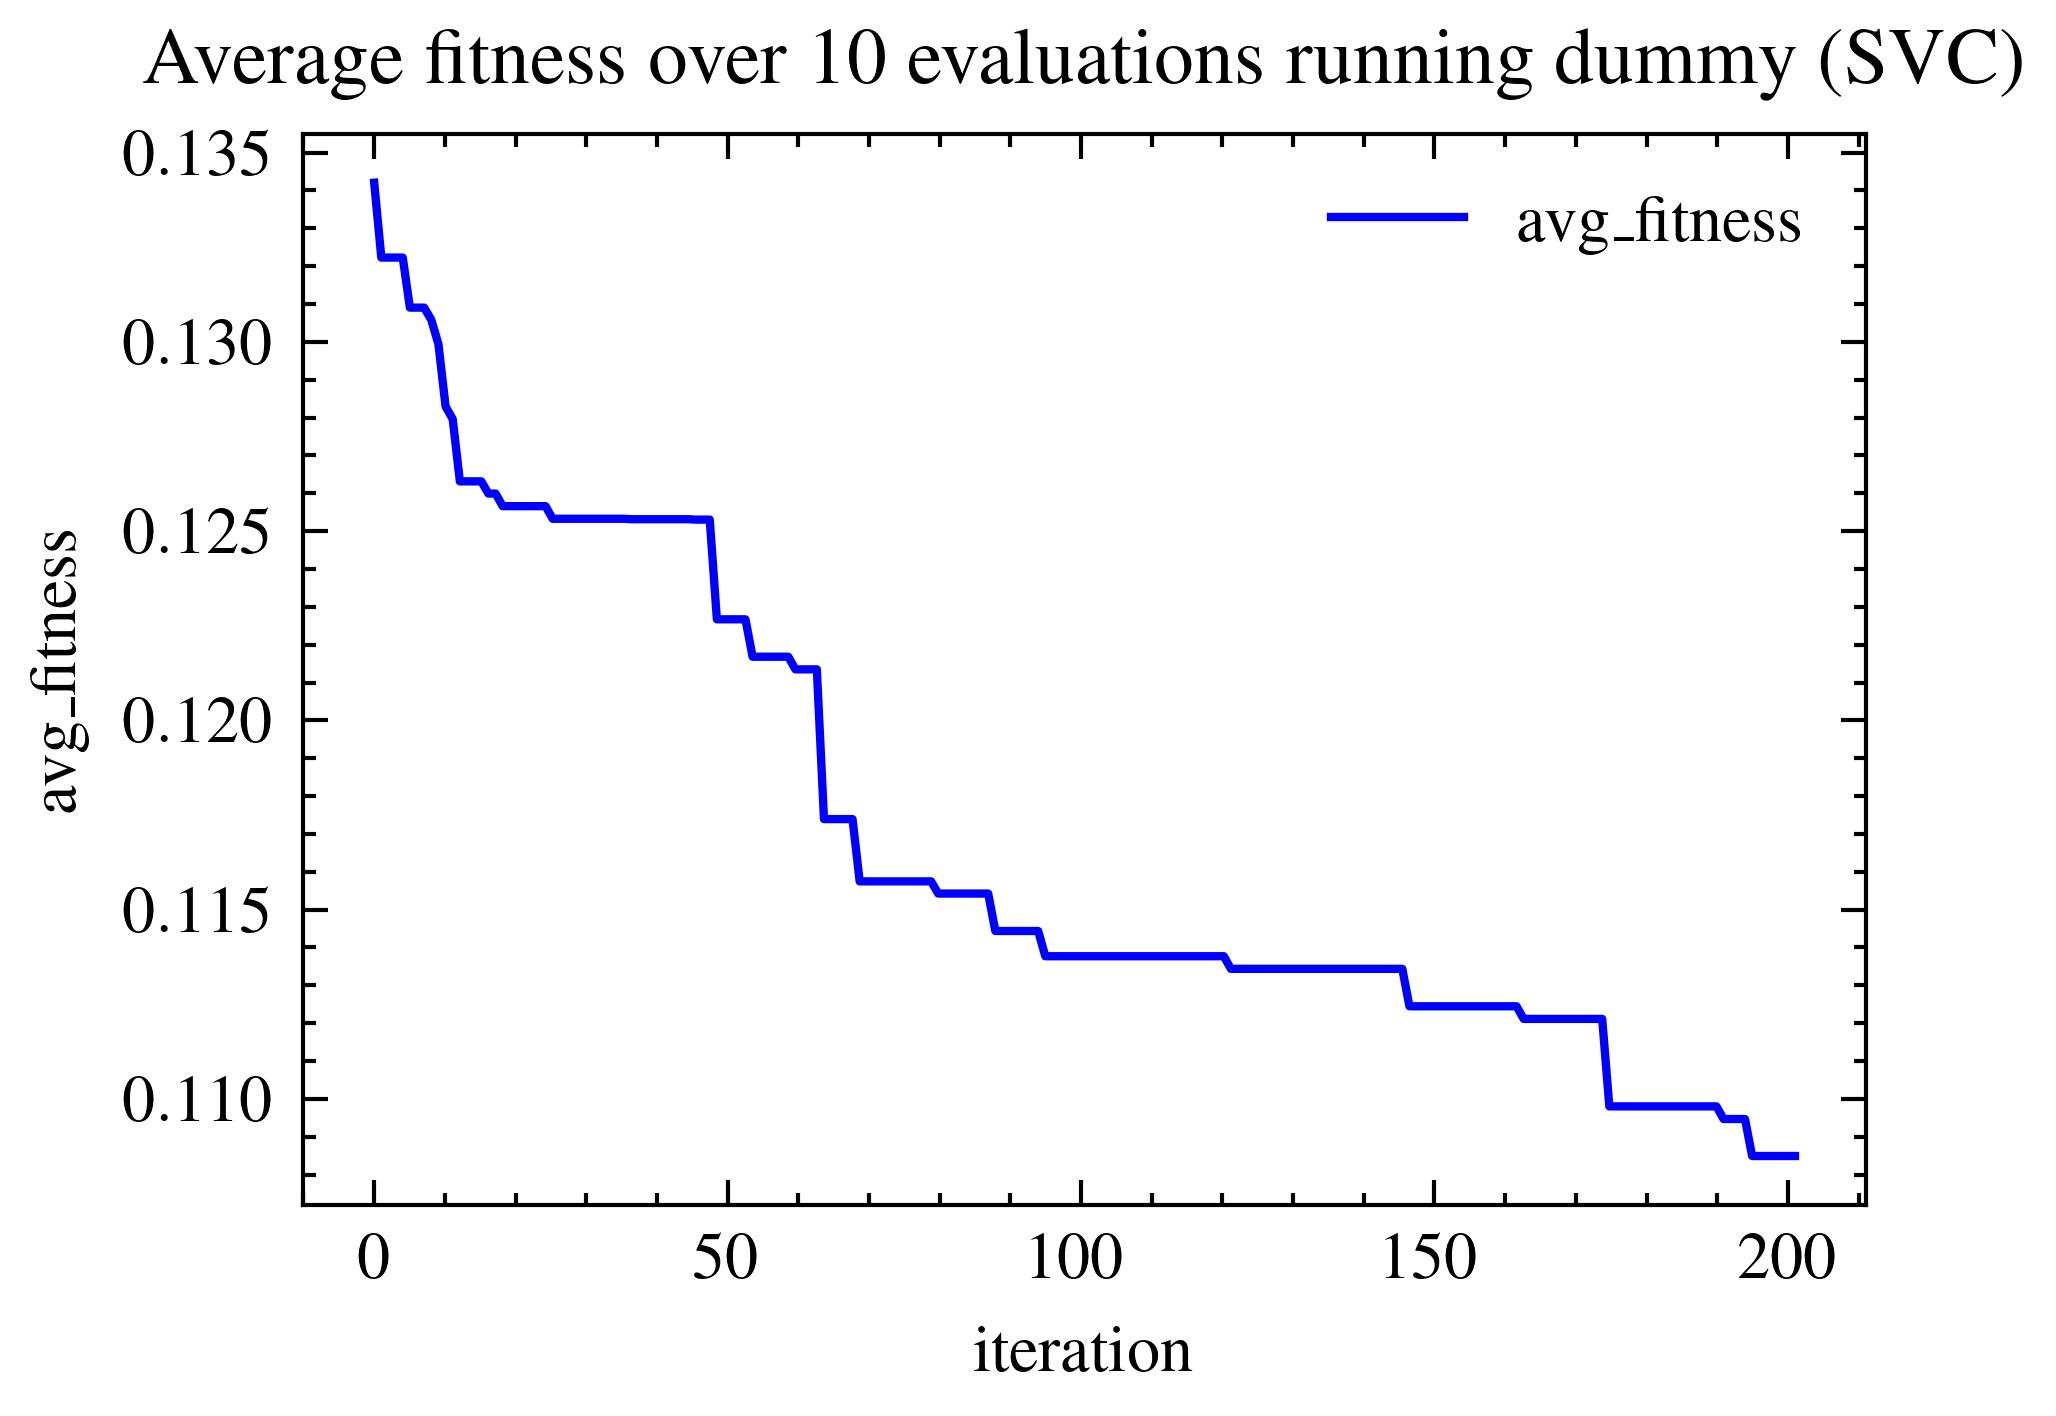 Average fitness over 10 evaluations running dummy (SVC)
avg_fitness
0.135
0.130
0.125
0.120
0.115
0.110
avg_fitness
0 50 100 150 200
iteration